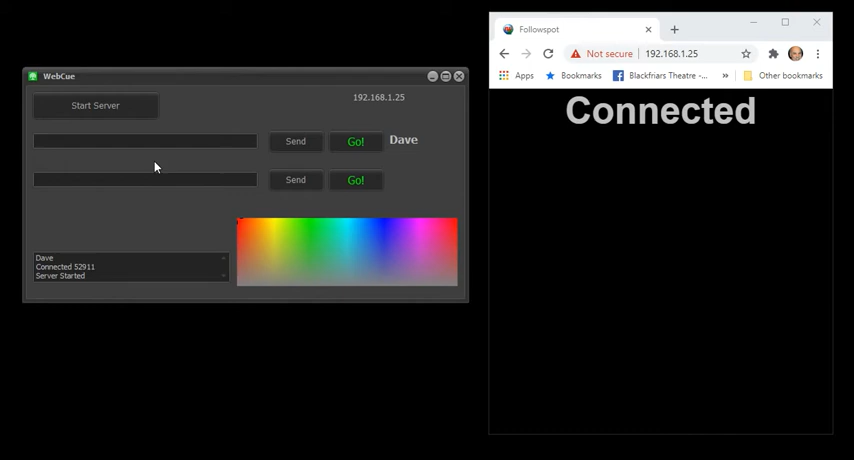 WebCue
Start Server
192.168.1.25
Send
Go!
Dave
Send
Go!
Dave
Connected 52911
Server Started
Followspot
Not secure
192.168.1.25
Apps
Bookmarks
Blackfriars Theatre -...
»
Other bookmarks
Connected